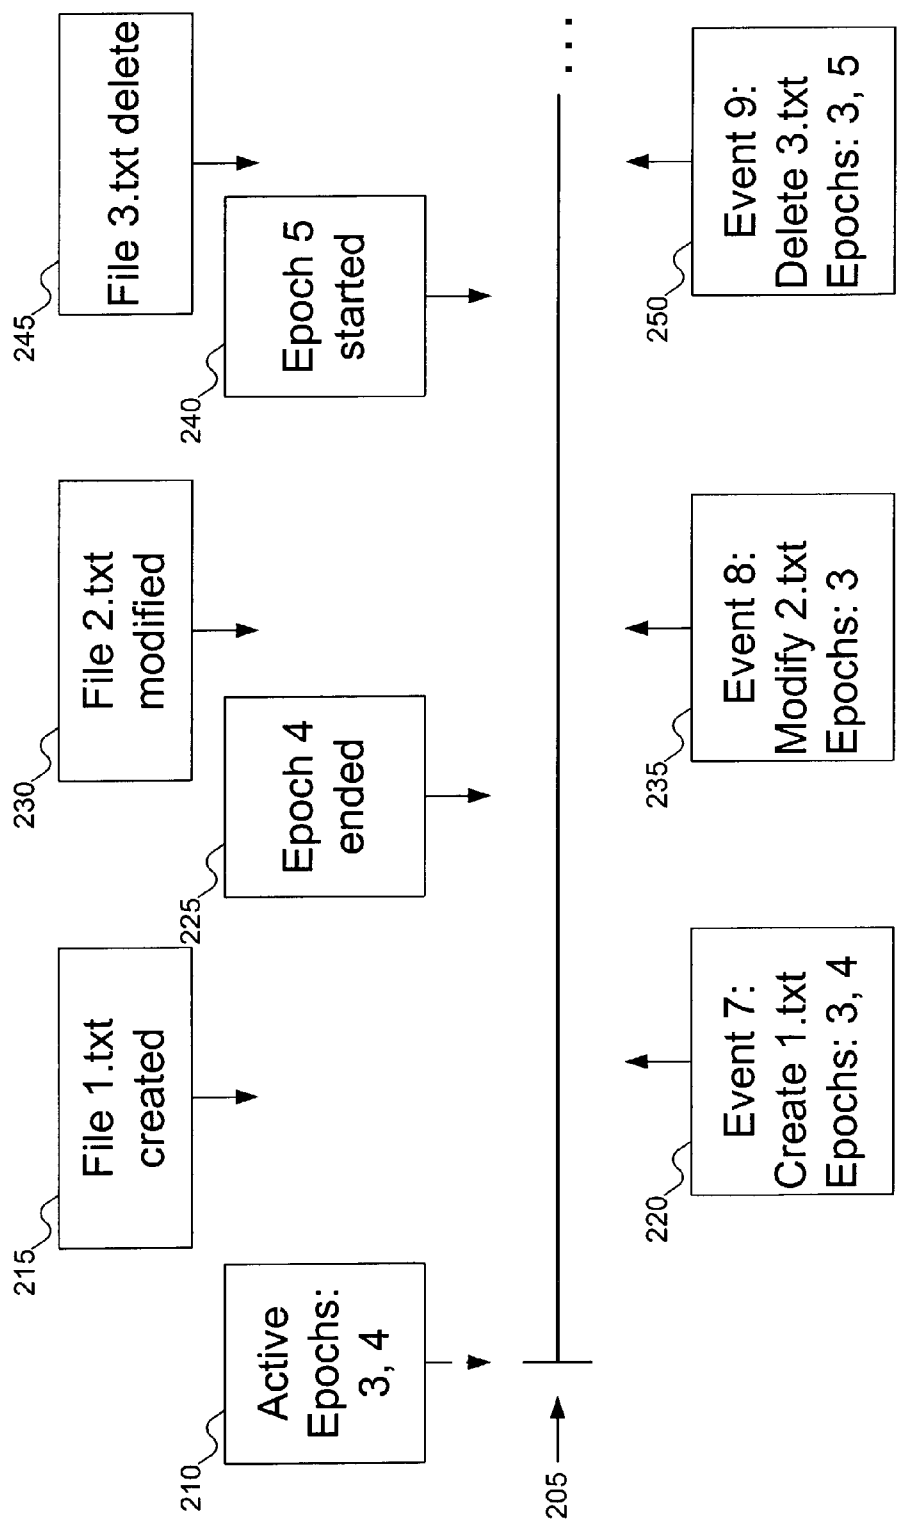 210
Active
Epochs:
3, 4
215
File 1.txt
created
225
Epoch 4
ended
230
File 2.txt
modified
240
Epoch 5
started
245
File 3.txt delete
205
...
220
Event 7:
Create 1.txt
Epochs: 3, 4
235
Event 8:
Modify 2.txt
Epochs: 3
250
Event 9:
Delete 3.txt
Epochs: 3, 5